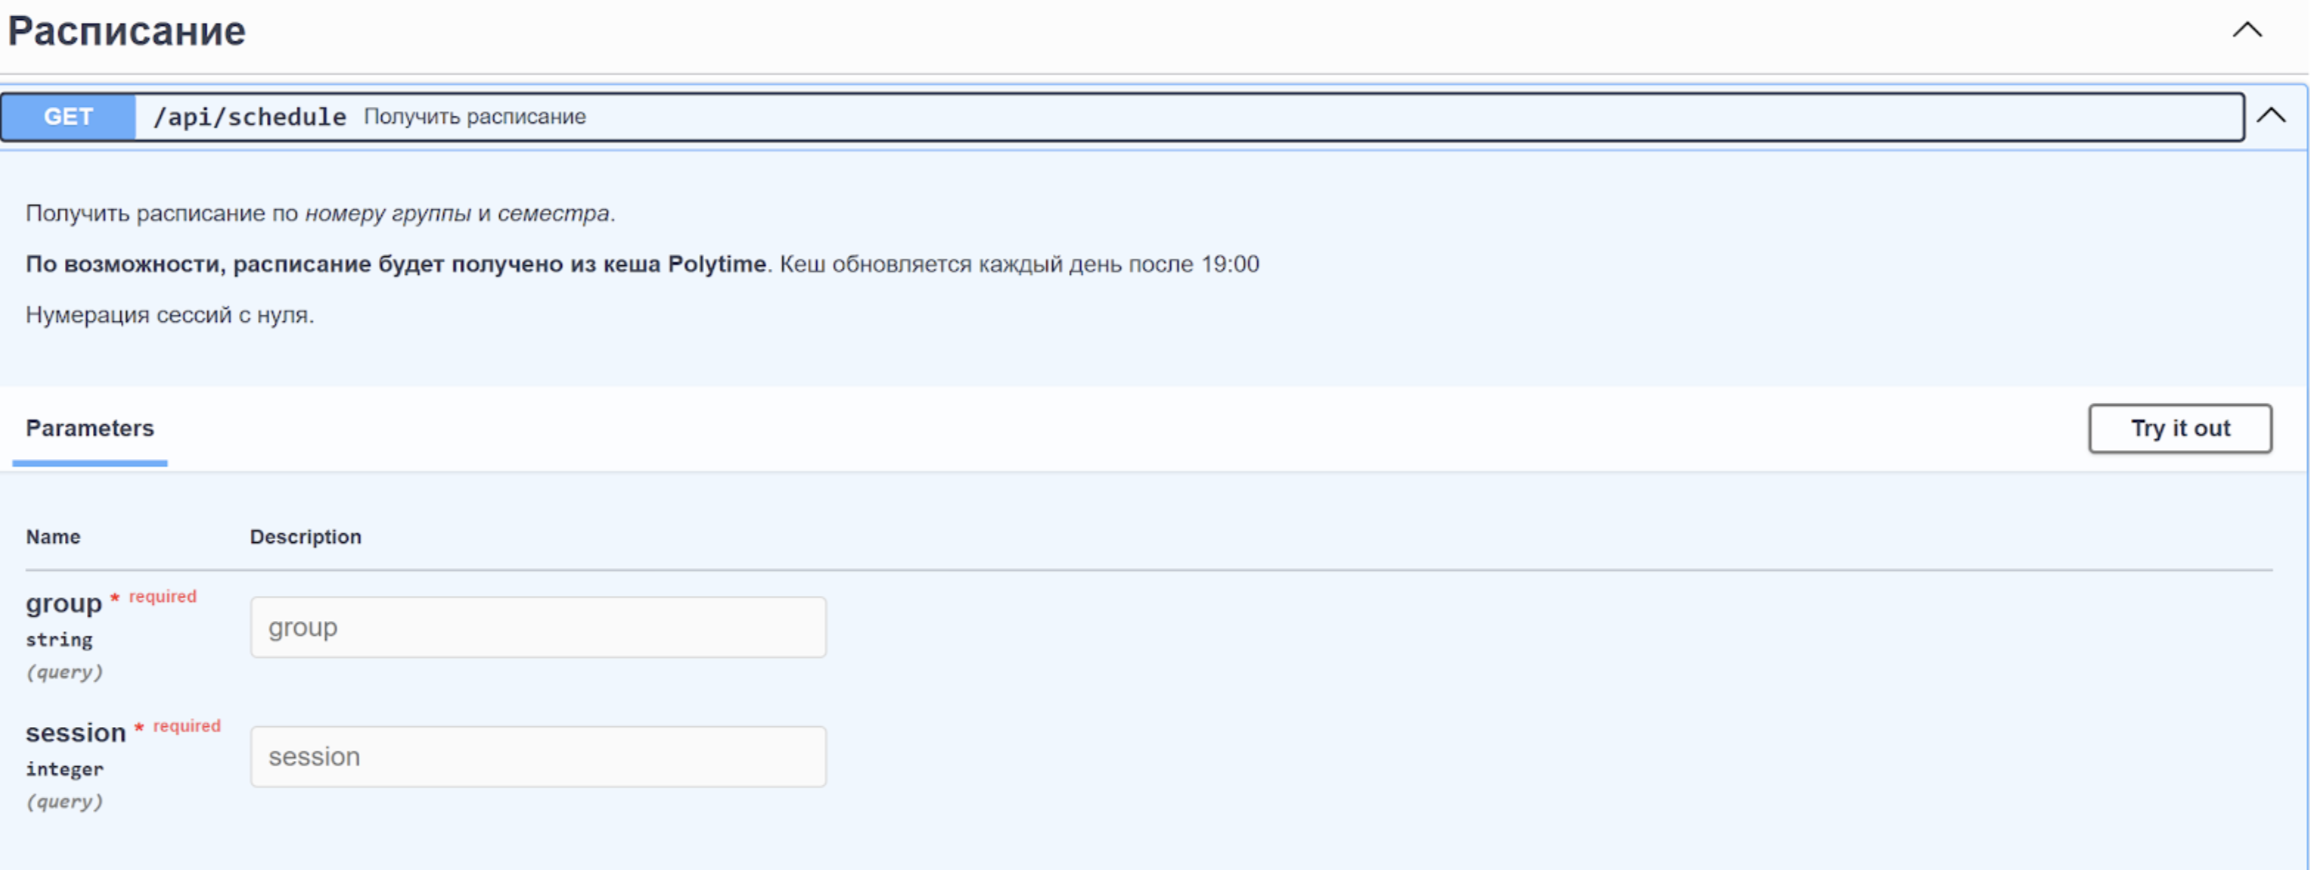 Расписание
GET /api/schedule Получить расписание
Получить расписание по номеру группы и семестра.
По возможности, расписание будет получено из кеша Polytime. Кеш обновляется каждый день после 19:00
Нумерация сессий с нуля.
Parameters Try it out
Name Description
group * required
string
(query)
group
session * required
integer
(query)
session